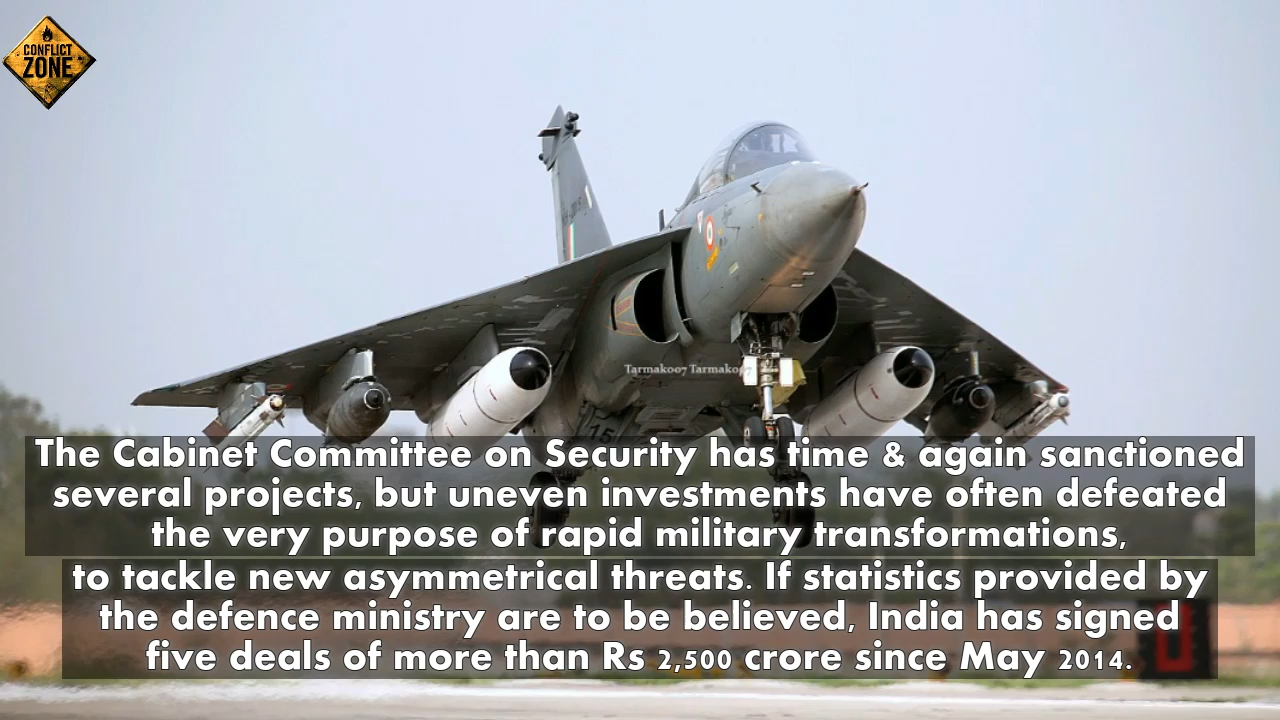 CONFLICT
ZONE
Tarmak007 Tarmak007
15
The Cabinet Committee on Security has time & again sanctioned
several projects, but uneven investments have often defeated
the very purpose of rapid military transformations,
to tackle new asymmetrical threats. If statistics provided by
the defence ministry are to be believed, India has signed
five deals of more than Rs 2,500 crore since May 2014.